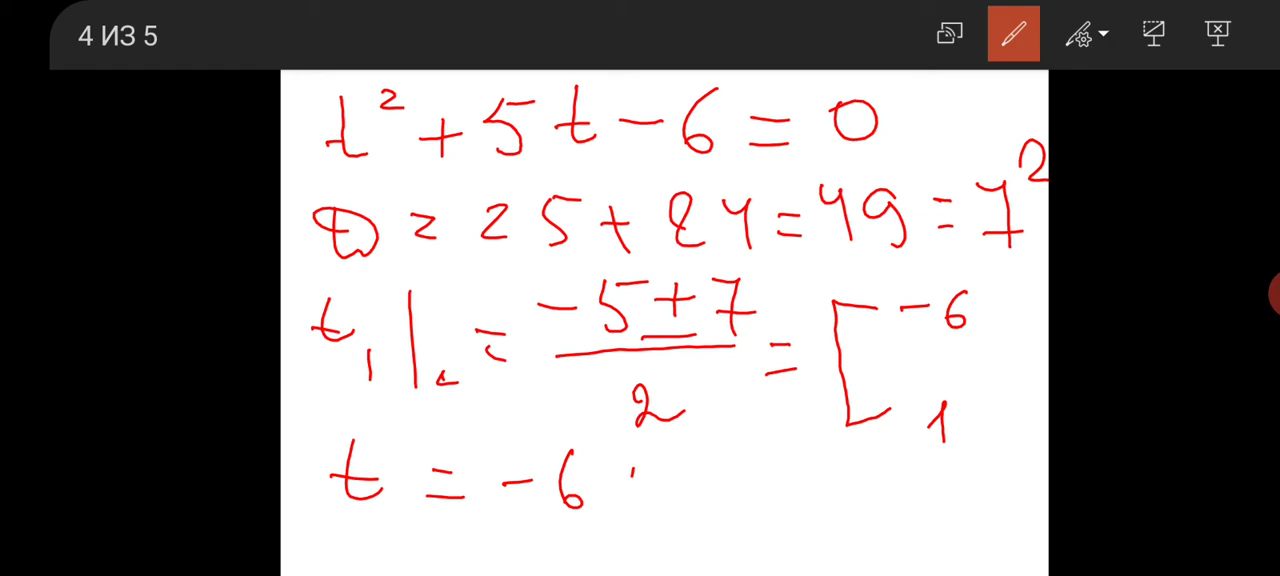 4 ИЗ 5
t² + 5t - 6 = 0
D = 25 + 24 = 49 = 7²
t₁|₂ = (-5 ± 7) / 2 = [ -6
1
t = -6